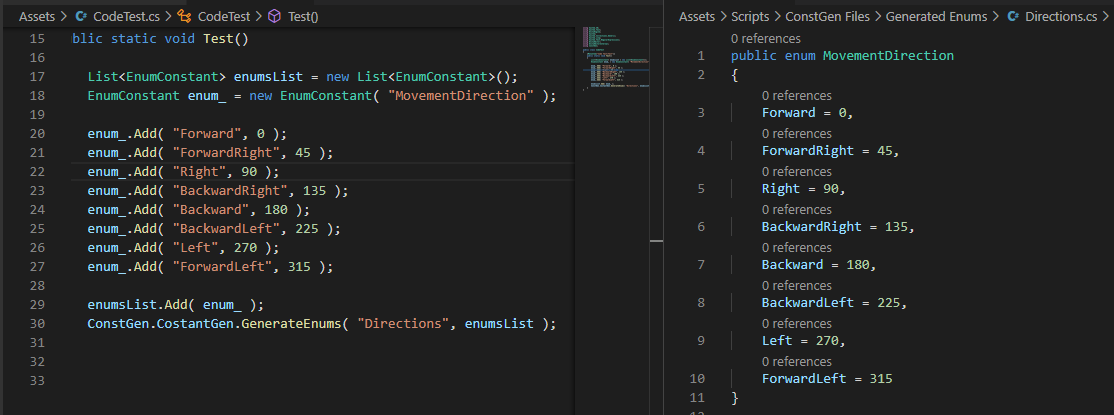 Assets > CodeTest.cs > CodeTest > Test()
15 blic static void Test()
16
17 List<EnumConstant> enumsList = new List<EnumConstant>();
18 EnumConstant enum_ = new EnumConstant( "MovementDirection" );
19
20 enum_.Add( "Forward", 0 );
21 enum_.Add( "ForwardRight", 45 );
22 enum_.Add( "Right", 90 );
23 enum_.Add( "BackwardRight", 135 );
24 enum_.Add( "Backward", 180 );
25 enum_.Add( "BackwardLeft", 225 );
26 enum_.Add( "Left", 270 );
27 enum_.Add( "ForwardLeft", 315 );
28
29 enumsList.Add( enum_ );
30 ConstGen.CostantGen.GenerateEnums( "Directions", enumsList );
31
32
33
Assets > Scripts > ConstGen Files > Generated Enums > Directions.cs >
0 references
1 public enum MovementDirection
2 {
0 references
3 Forward = 0,
0 references
4 ForwardRight = 45,
0 references
5 Right = 90,
0 references
6 BackwardRight = 135,
0 references
7 Backward = 180,
0 references
8 BackwardLeft = 225,
0 references
9 Left = 270,
0 references
10 ForwardLeft = 315
11 }